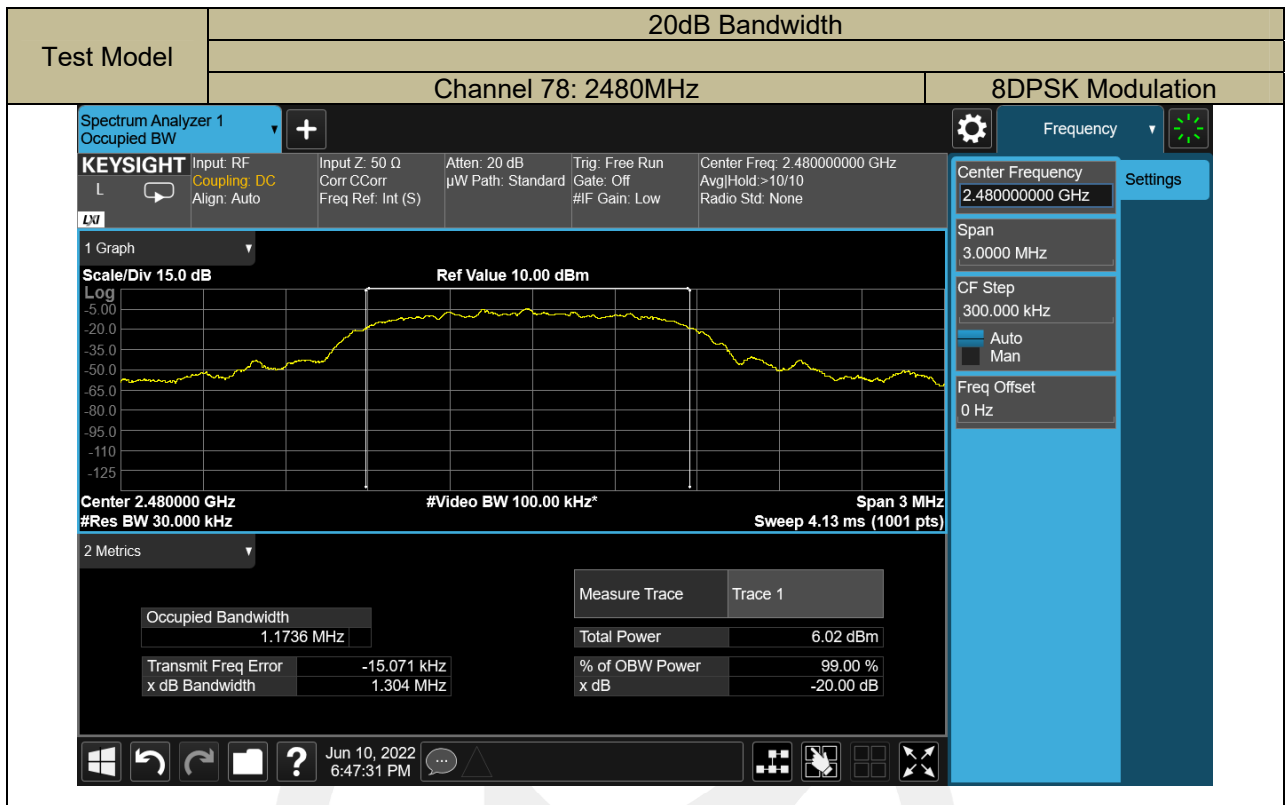 20dB Bandwidth
Test Model
Channel 78: 2480MHz
8DPSK Modulation
Spectrum Analyzer 1
Occupied BW
Frequency
KEYSIGHT
L
LXI
Input: RF
Coupling: DC
Align: Auto
Input Z: 50 Ω
Corr CCorr
Freq Ref: Int (S)
Atten: 20 dB
µW Path: Standard
Trig: Free Run
Gate: Off
#IF Gain: Low
Center Freq: 2.480000000 GHz
Avg|Hold:>10/10
Radio Std: None
Center Frequency
2.480000000 GHz
Settings
Span
3.0000 MHz
CF Step
300.000 kHz
Auto
Man
Freq Offset
0 Hz
1 Graph
Scale/Div 15.0 dB
Ref Value 10.00 dBm
Log
-5.00
-20.0
-35.0
-50.0
-65.0
-80.0
-95.0
-110
-125
Center 2.480000 GHz
#Video BW 100.00 kHz*
Span 3 MHz
#Res BW 30.000 kHz
Sweep 4.13 ms (1001 pts)
2 Metrics
Measure Trace
Trace 1
Occupied Bandwidth
1.1736 MHz
Total Power
6.02 dBm
Transmit Freq Error
-15.071 kHz
% of OBW Power
99.00 %
x dB Bandwidth
1.304 MHz
x dB
-20.00 dB
?
Jun 10, 2022
6:47:31 PM